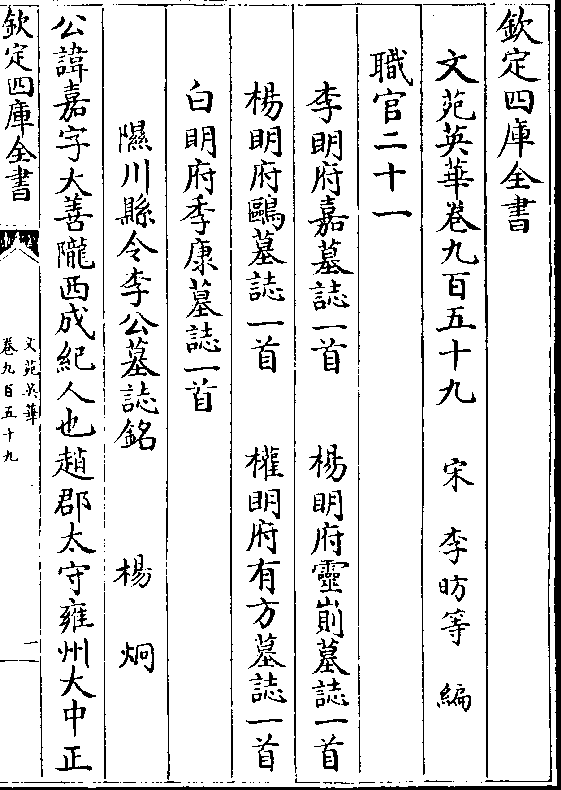 欽定四庫全書
文苑英華卷九百五十九 宋 李昉等 編
職官二十一
李明府嘉墓誌一首 楊明府靈崱墓誌一首
楊明府鷗墓誌一首 權明府有方墓誌一首
白明府季康墓誌一首
隰川縣令李公墓誌銘 楊 炯
公諱嘉字大善隴西成紀人也趙郡太守雍州大中正
欽定四庫全書
文苑英華
卷九百五十九
一